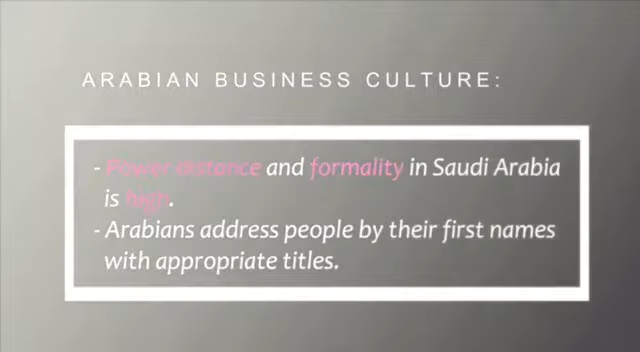 ARABIAN BUSINESS CULTURE:
- Power distance and formality in Saudi Arabia
is high.
- Arabians address people by their first names
with appropriate titles.